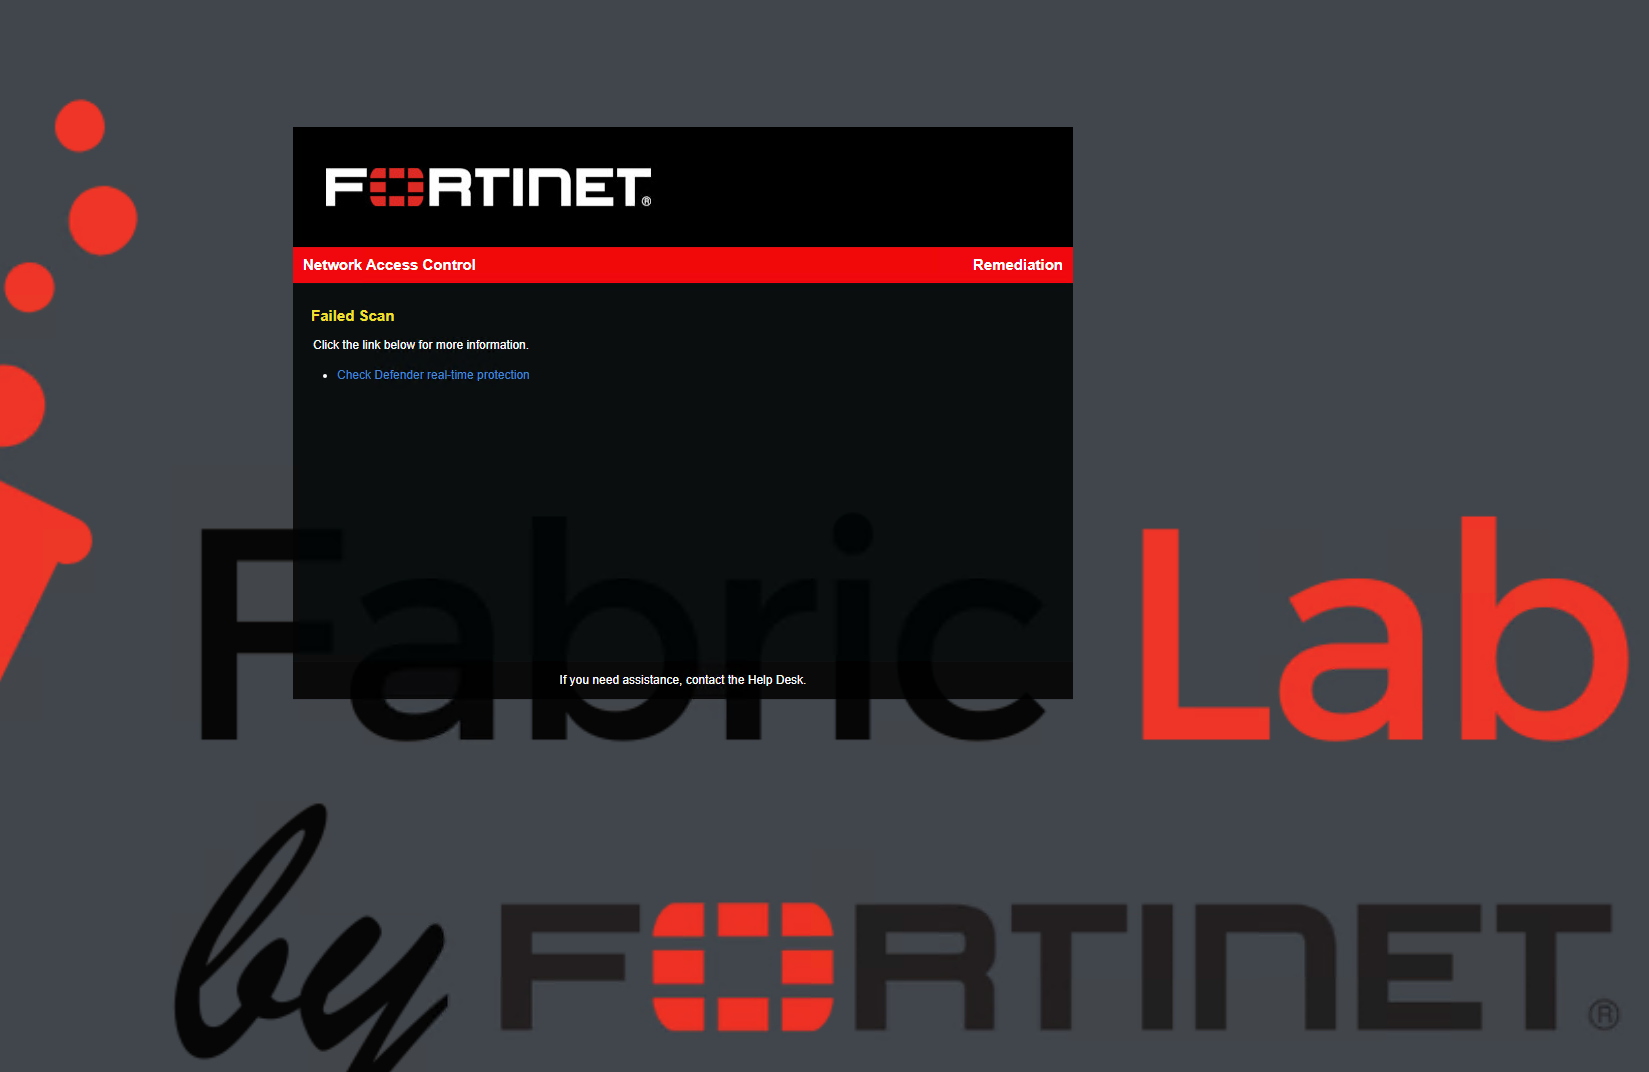 FORTINET®
Network Access Control
Remediation
Failed Scan
Click the link below for more information.
Check Defender real-time protection
If you need assistance, contact the Help Desk.
Fabric Lab
by FORTINET®